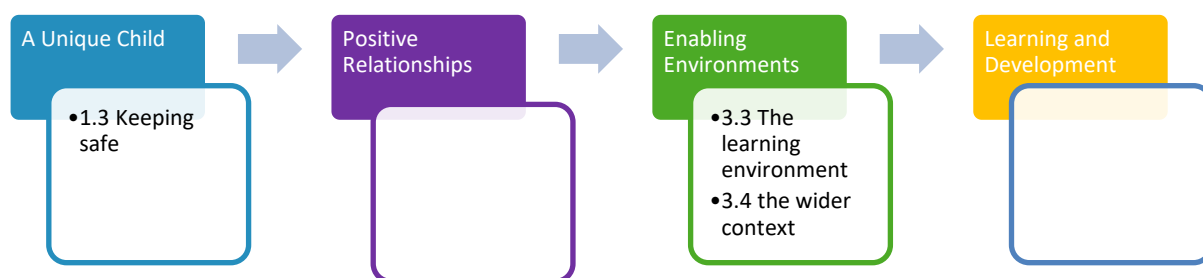 A Unique Child
•1.3 Keeping
safe
Positive
Relationships
Enabling
Environments
•3.3 The
learning
environment
•3.4 the wider
context
Learning and
Development